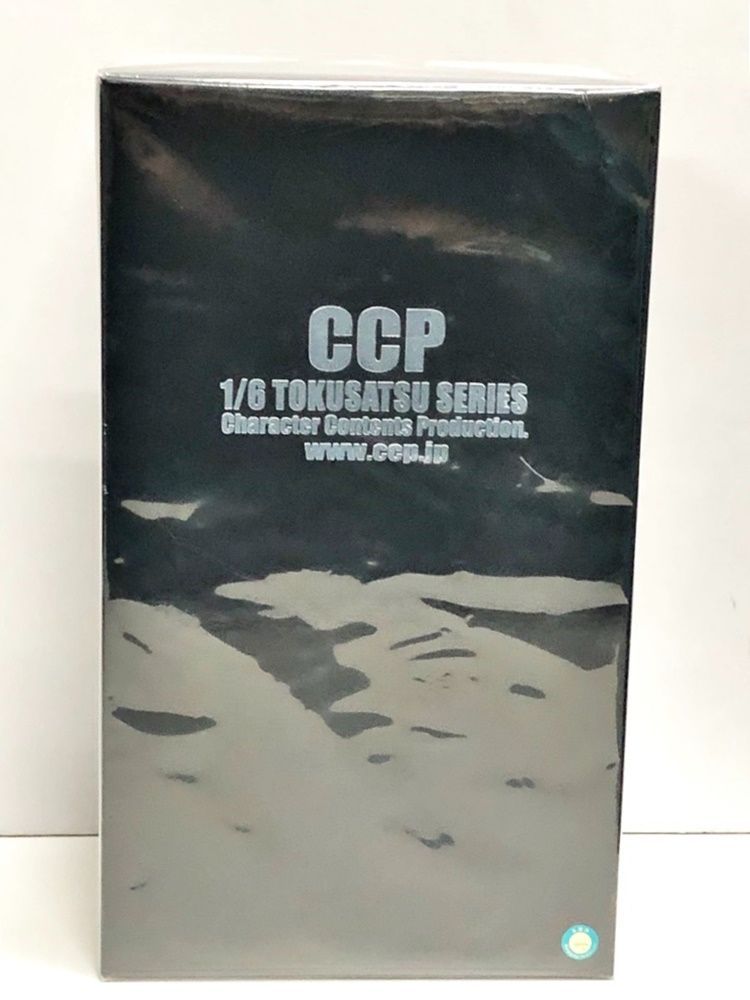 CCP
1/6 TOKUSATSU SERIES
Character Contents Production.
www.ccp.jp